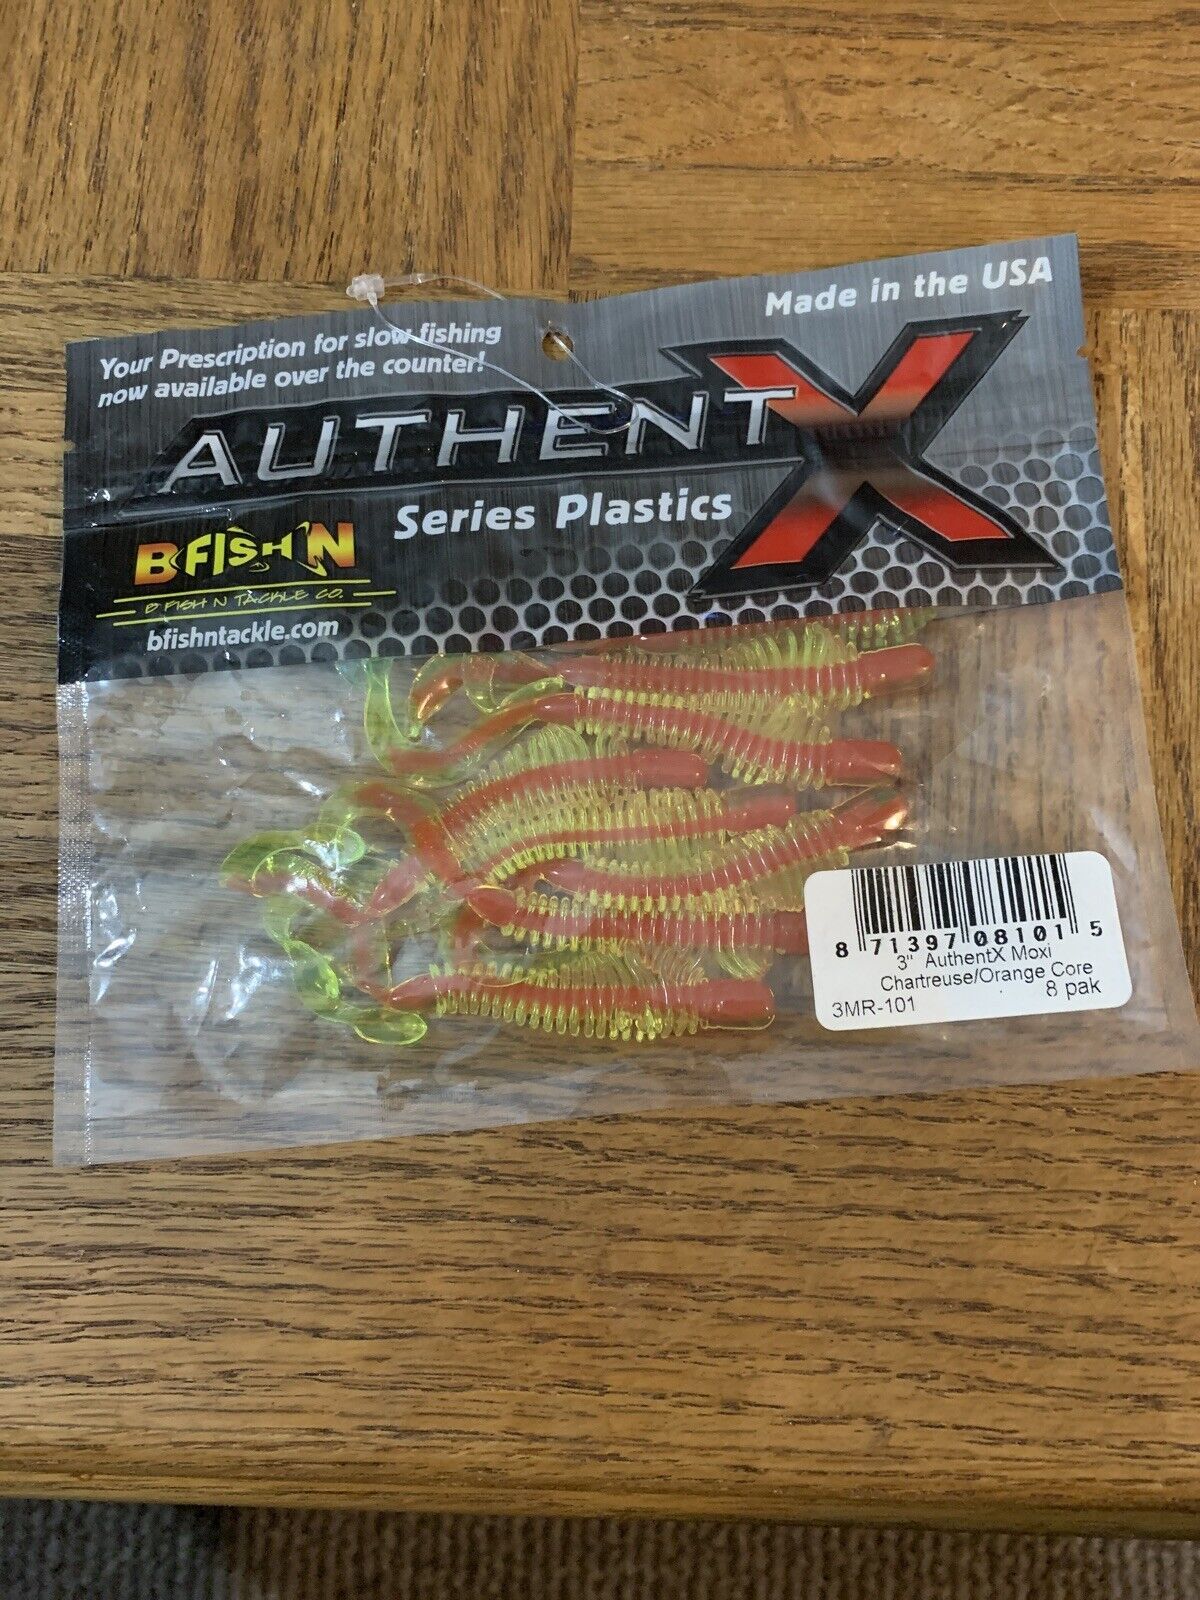 Made in the USA
Your Prescription for slow fishing
now available over the counter!
AUTHENTX
Series Plastics
B FISH N
B FISH N TACKLE CO.
bfishntackle.com
8 71397 08101 5
3" AuthentX Moxi
Chartreuse/Orange Core
3MR-101 8 pak